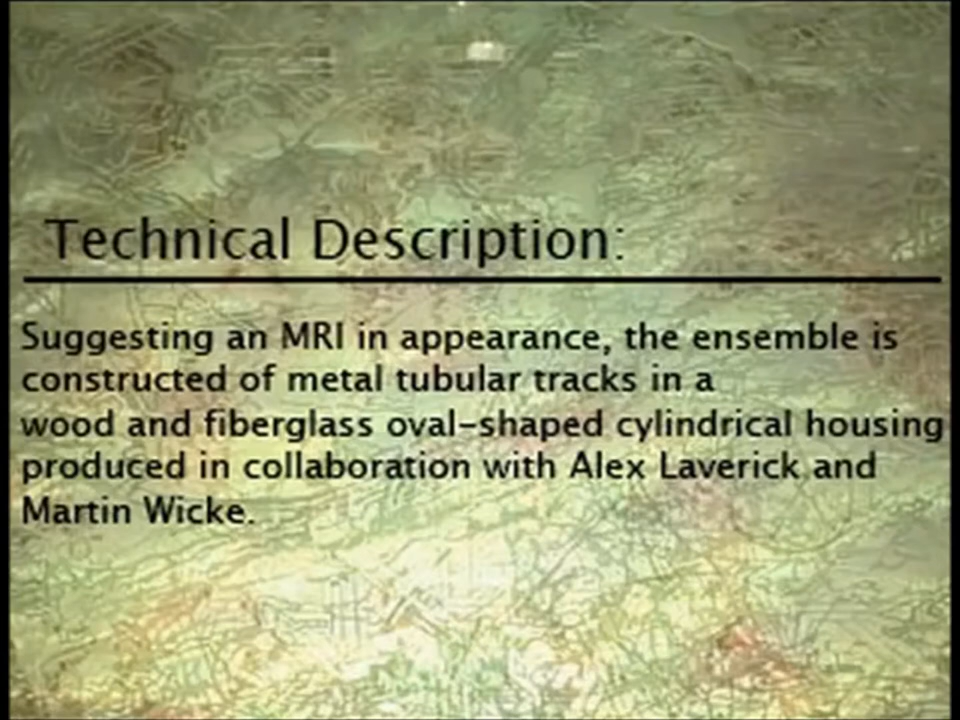 Technical Description:
Suggesting an MRI in appearance, the ensemble is
constructed of metal tubular tracks in a
wood and fiberglass oval-shaped cylindrical housing
produced in collaboration with Alex Laverick and
Martin Wicke.